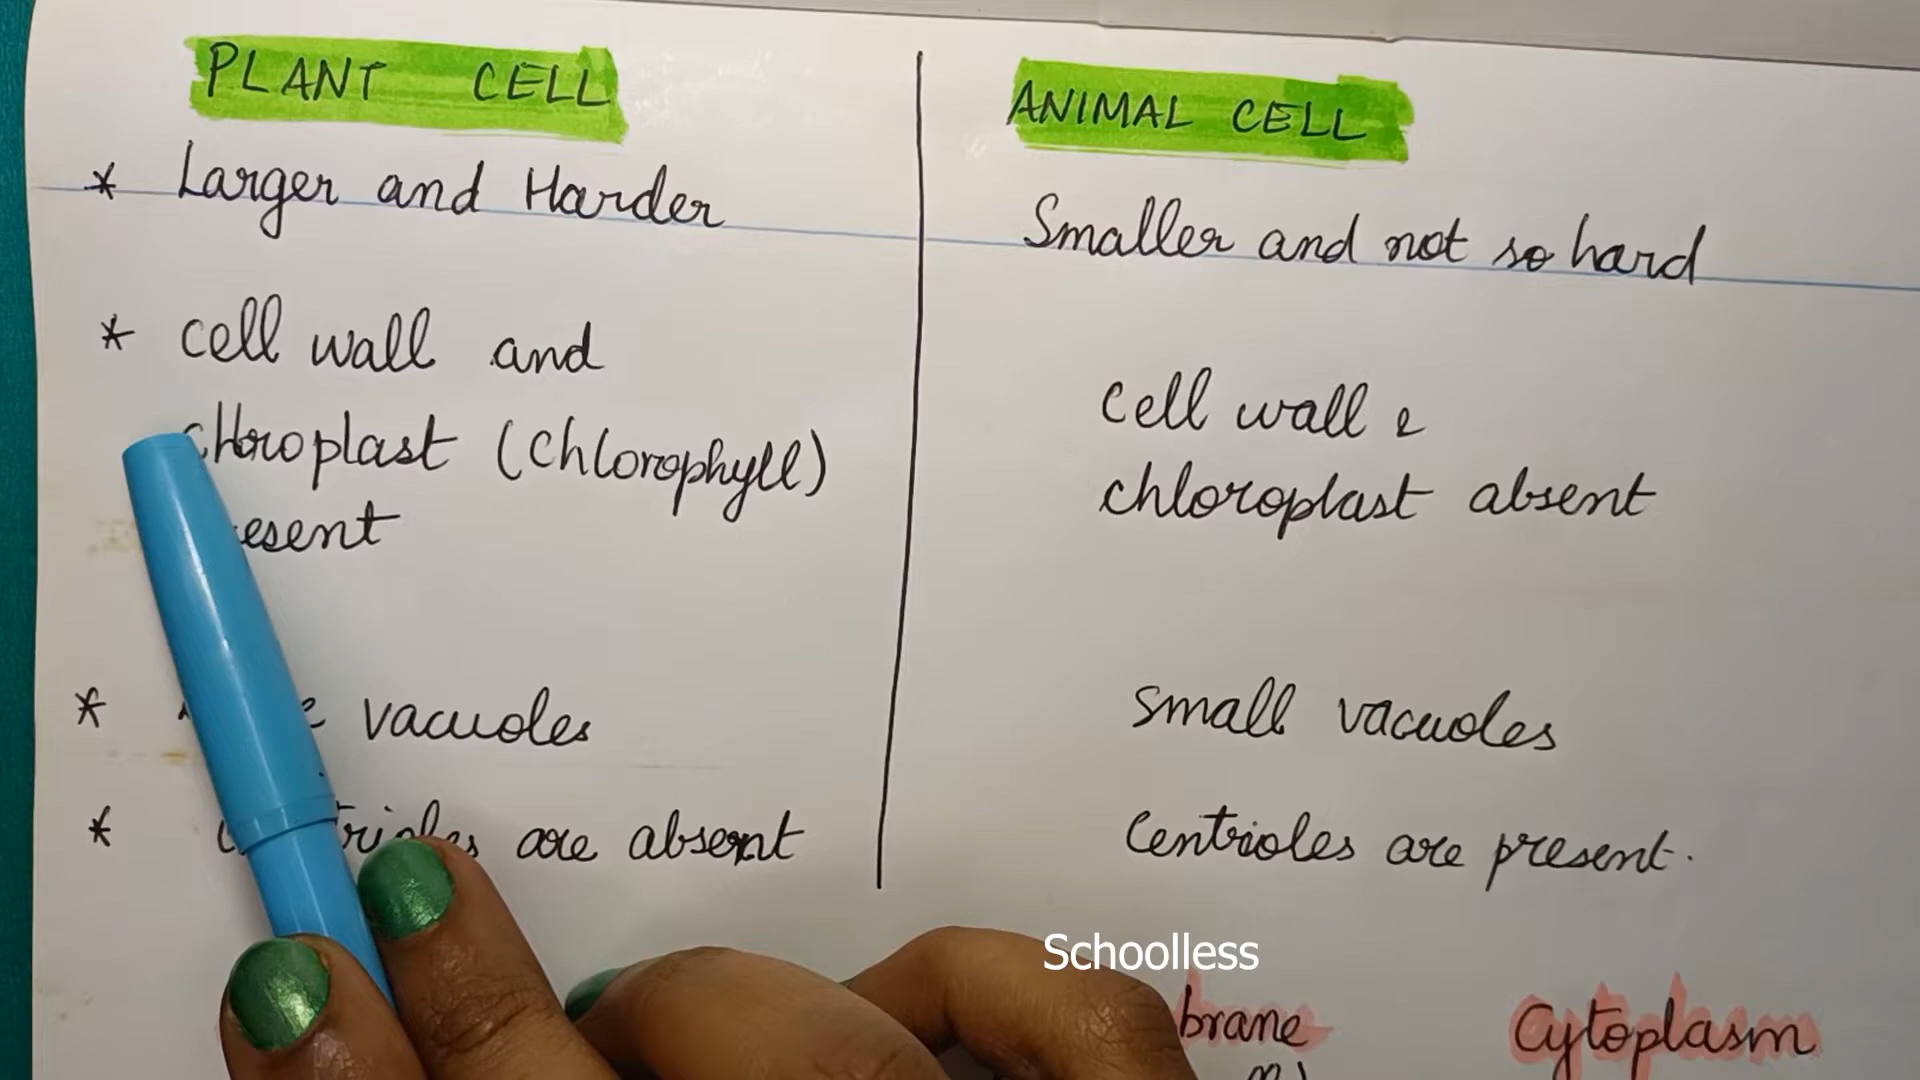 PLANT CELL
ANIMAL CELL
* Larger and Harder
Smaller and not so hard
* cell wall and
chloroplast (Chlorophyll)
esent
cell wall &
chloroplast absent
* vacuoles
small vacuoles
* are absent
Centrioles are present.
Schoolless
brane
Cytoplasm